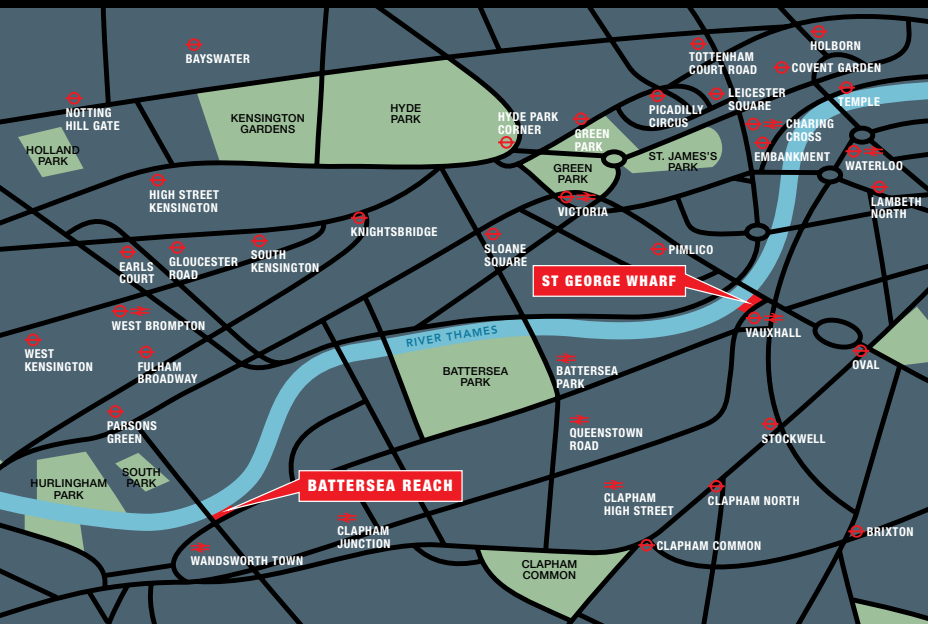 HOLBORN
BAYSWATER
TOTTENHAM
COURT ROAD
COVENT GARDEN
NOTTING
HILL GATE
HYDE
PARK
KENSINGTON
GARDENS
HYDE PARK
CORNER
GREEN
PARK
PICADILLY
CIRCUS
LEICESTER
SQUARE
TEMPLE
CHARING
CROSS
EMBANKMENT
WATERLOO
HOLLAND
PARK
GREEN
PARK
ST. JAMES'S
PARK
HIGH STREET
KENSINGTON
VICTORIA
LAMBETH
NORTH
KNIGHTSBRIDGE
EARLS
COURT
GLOUCESTER
ROAD
SOUTH
KENSINGTON
SLOANE
SQUARE
PIMLICO
ST GEORGE WHARF
WEST BROMPTON
RIVER THAMES
VAUXHALL
WEST
KENSINGTON
FULHAM
BROADWAY
BATTERSEA
PARK
BATTERSEA
PARK
OVAL
PARSONS
GREEN
QUEENSTOWN
ROAD
STOCKWELL
HURLINGHAM
PARK
SOUTH
PARK
BATTERSEA REACH
CLAPHAM
HIGH STREET
CLAPHAM NORTH
CLAPHAM
JUNCTION
WANDSWORTH TOWN
CLAPHAM COMMON
BRIXTON
CLAPHAM
COMMON